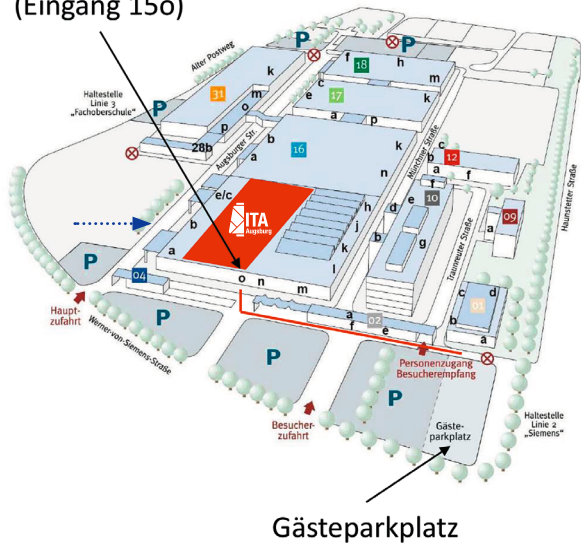 (Eingang 15o)
P
P
Alter Postweg
f
18
h
k
c
m
Haltestelle
Linie 3
„Fachoberschule“
P
31
m
e
17
k
o
a
p
p
28b
Augsburger Str.
b
a
16
k
n
Münchner Straße
c
b
12
a
f
f
Haunstetter Straße
e/c
ITA
Augsburg
h
d
e
10
09
a
b
j
b
g
k
Traunreuter Straße
a
l
c
d
P
04
o
n
m
01
b
a
Haupt-
zufahrt
a
f
02
e
Werner-von-Siemens-Straße
P
P
Personenzugang
Besucherempfang
P
Gäste-
parkplatz
Besucher-
zufahrt
Haltestelle
Linie 2
„Siemens“
Gästeparkplatz